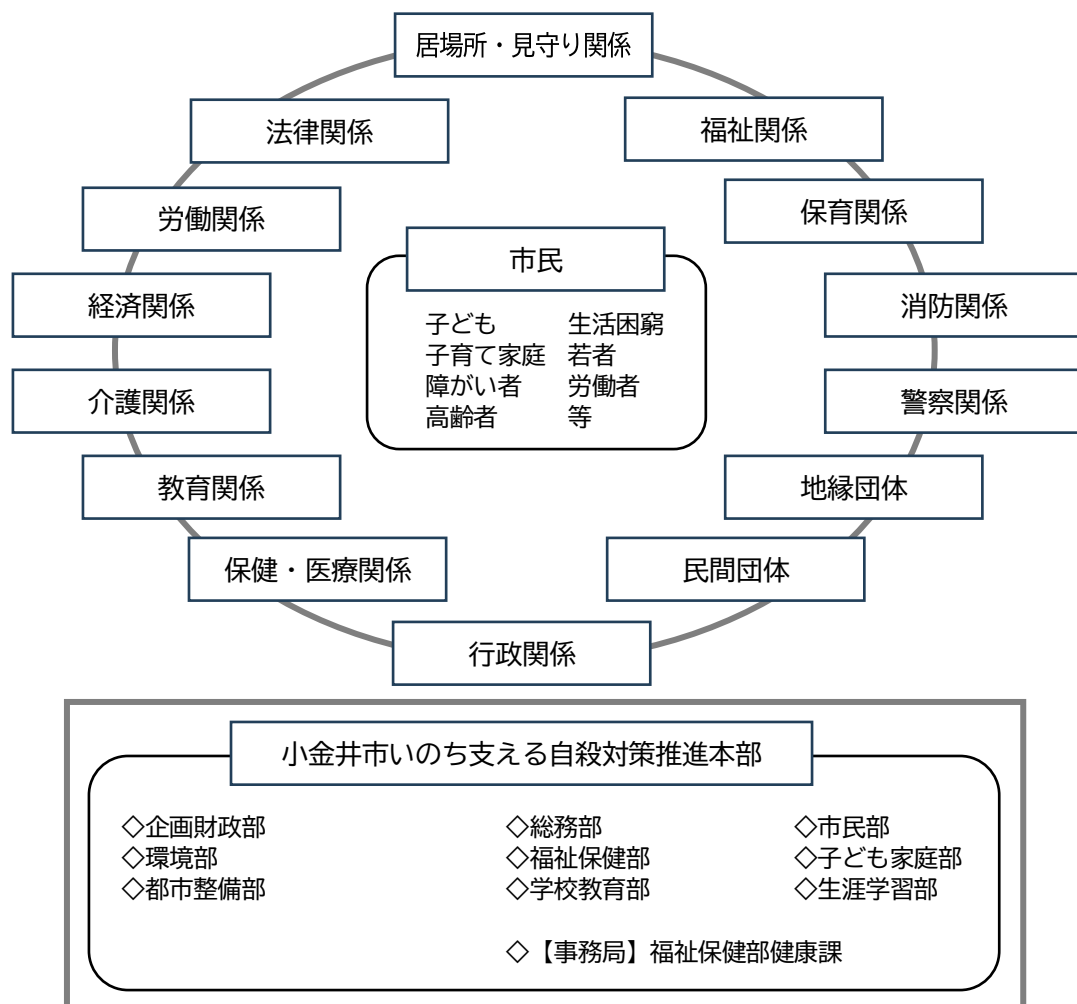 居場所・見守り関係
法律関係
福祉関係
労働関係
保育関係
市民
経済関係
消防関係
子ども 生活困窮
子育て家庭 若者
障がい者 労働者
高齢者 等
介護関係
警察関係
教育関係
地縁団体
保健・医療関係
民間団体
行政関係
小金井市いのち支える自殺対策推進本部
◇企画財政部 ◇総務部 ◇市民部
◇環境部 ◇福祉保健部 ◇子ども家庭部
◇都市整備部 ◇学校教育部 ◇生涯学習部
◇【事務局】福祉保健部健康課